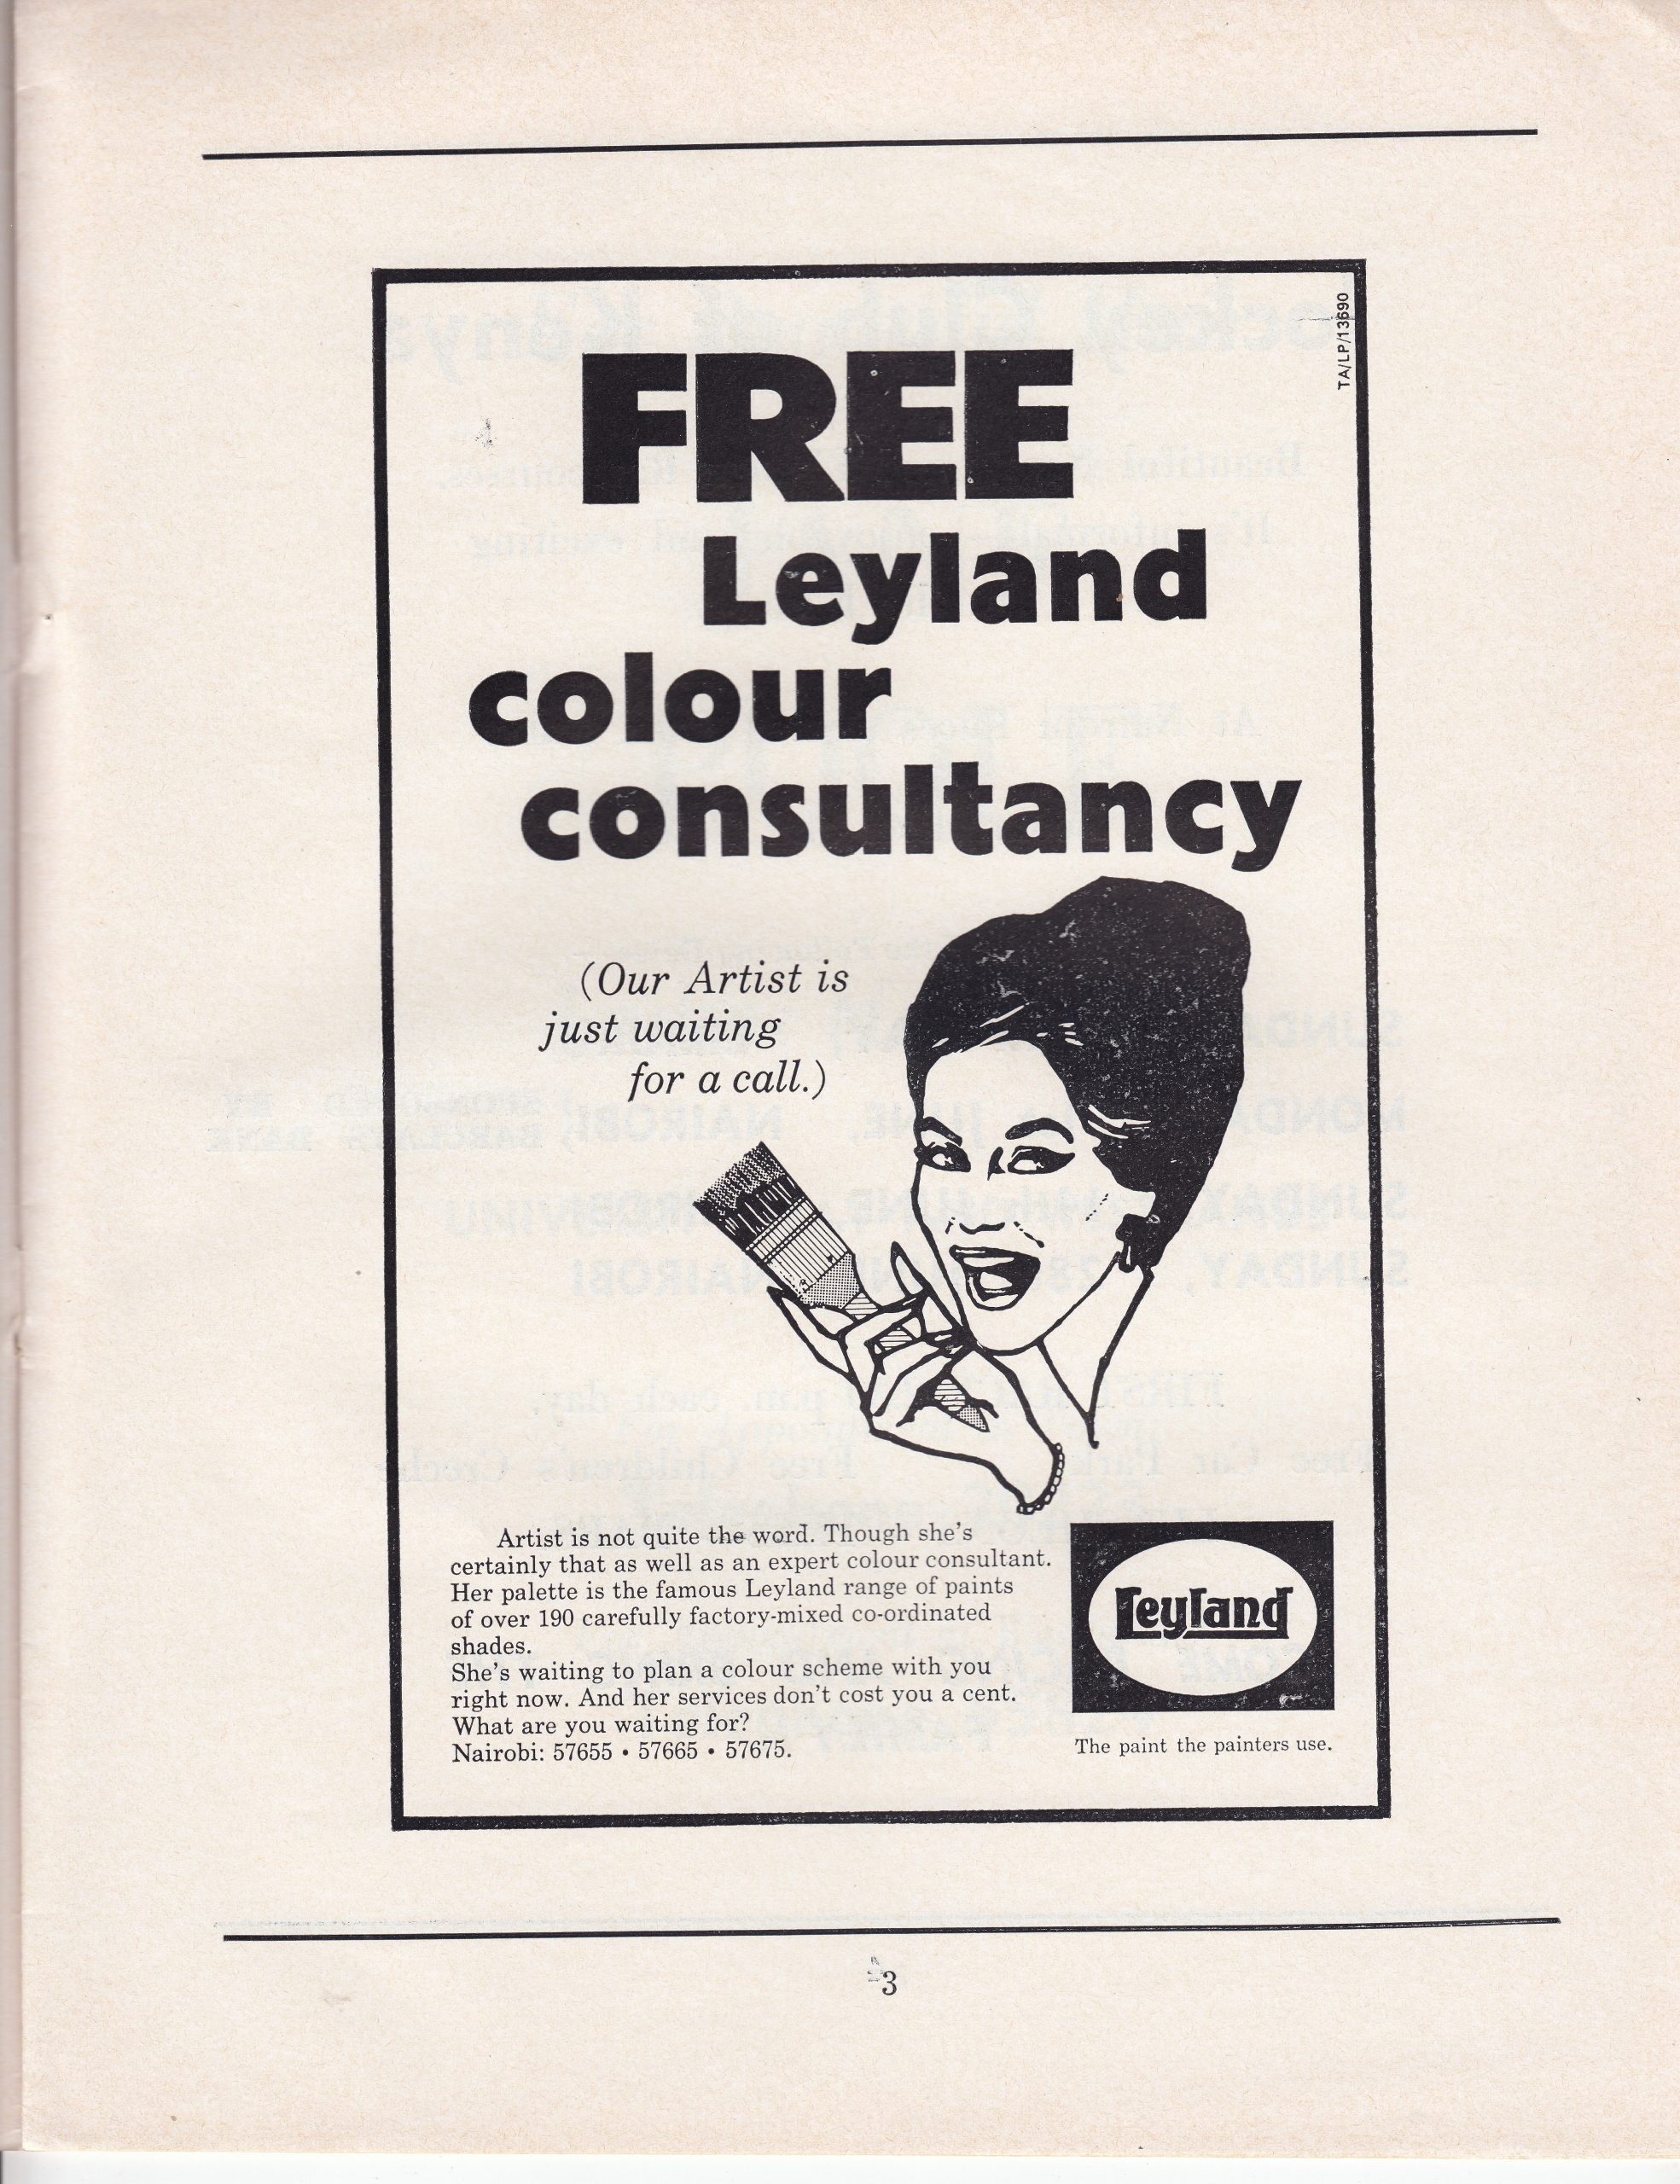 TA/LP/13690
FREE
Leyland
colour
consultancy
(Our Artist is
just waiting
for a call.)
Artist is not quite the word. Though she's
certainly that as well as an expert colour consultant.
Her palette is the famous Leyland range of paints
of over 190 carefully factory-mixed co-ordinated
shades.
She's waiting to plan a colour scheme with you
right now. And her services don't cost you a cent.
What are you waiting for?
Nairobi: 57655 • 57665 • 57675.
Leyland
The paint the painters use.
3